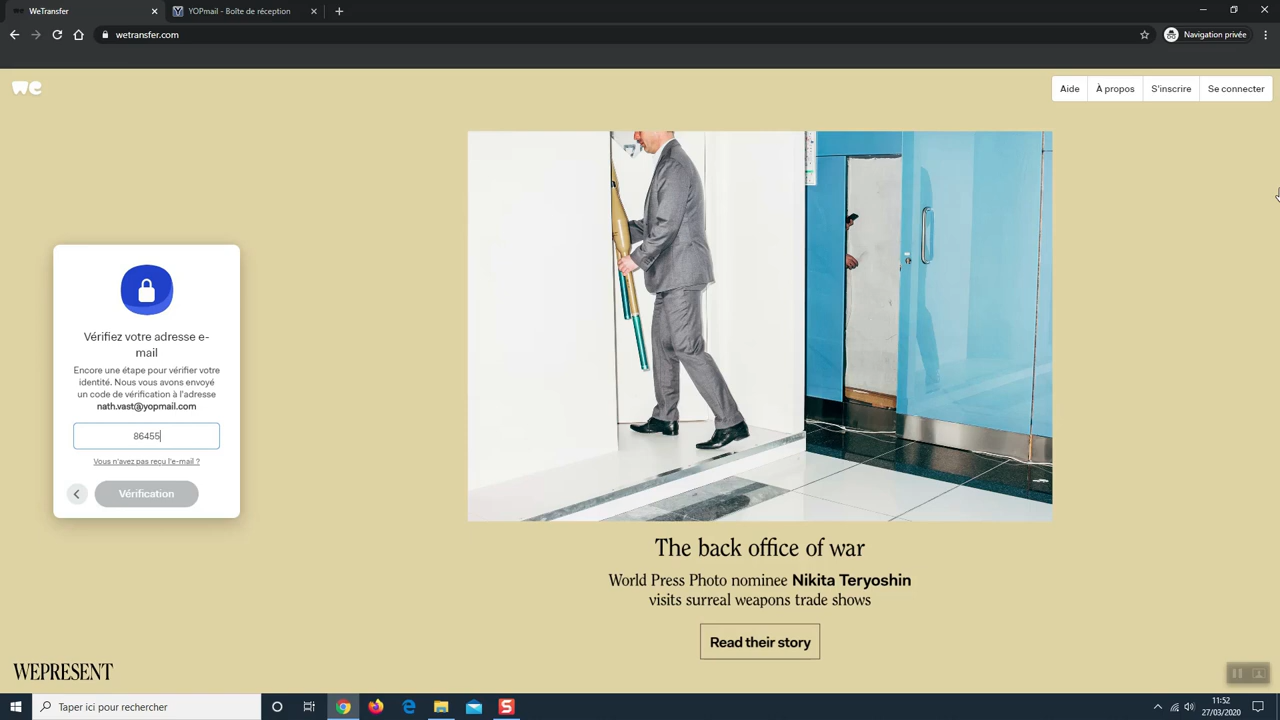 WeTransfer
YOPmail - Boîte de réception
wetransfer.com
Navigation privée
we
Aide
À propos
S'inscrire
Se connecter
Vérifiez votre adresse e-
mail
Encore une étape pour vérifier votre
identité. Nous vous avons envoyé
un code de vérification à l'adresse
nath.vast@yopmail.com
86455
Vous n'avez pas reçu l'e-mail ?
Vérification
The back office of war
World Press Photo nominee Nikita Teryoshin
visits surreal weapons trade shows
Read their story
WEPRESENT
Taper ici pour rechercher
11:52
27/03/2020